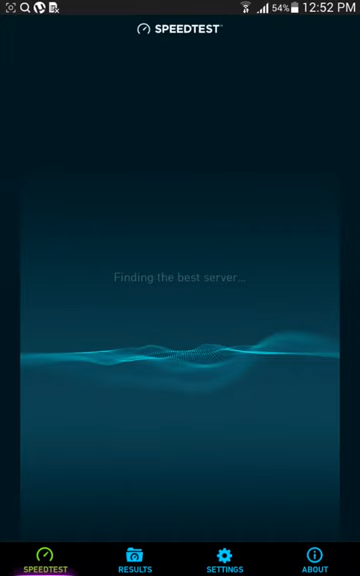 54% 12:52 PM
SPEEDTEST
Finding the best server...
SPEEDTEST RESULTS SETTINGS ABOUT